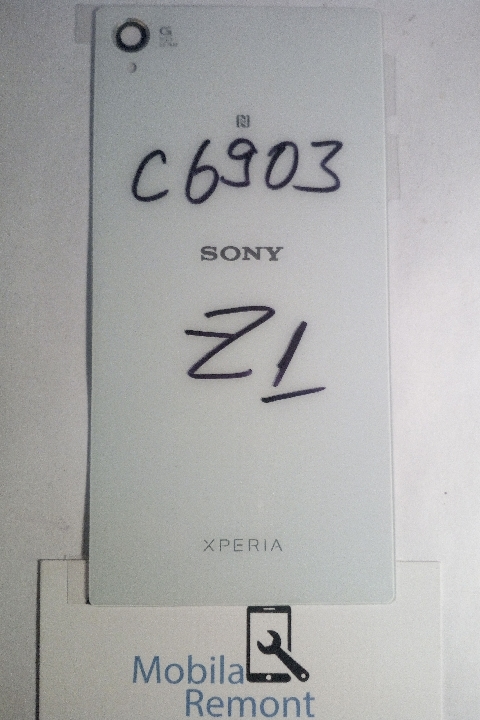 C6903
SONY
Z1
XPERIA
Mobila
Remont